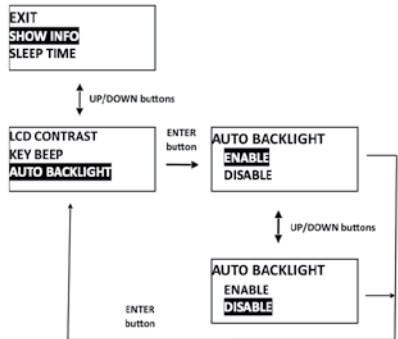 EXIT
SHOW INFO
SLEEP TIME
UP/DOWN buttons
LCD CONTRAST
KEY BEEP
AUTO BACKLIGHT
ENTER
button
AUTO BACKLIGHT
ENABLE
DISABLE
UP/DOWN buttons
AUTO BACKLIGHT
ENABLE
DISABLE
ENTER
button